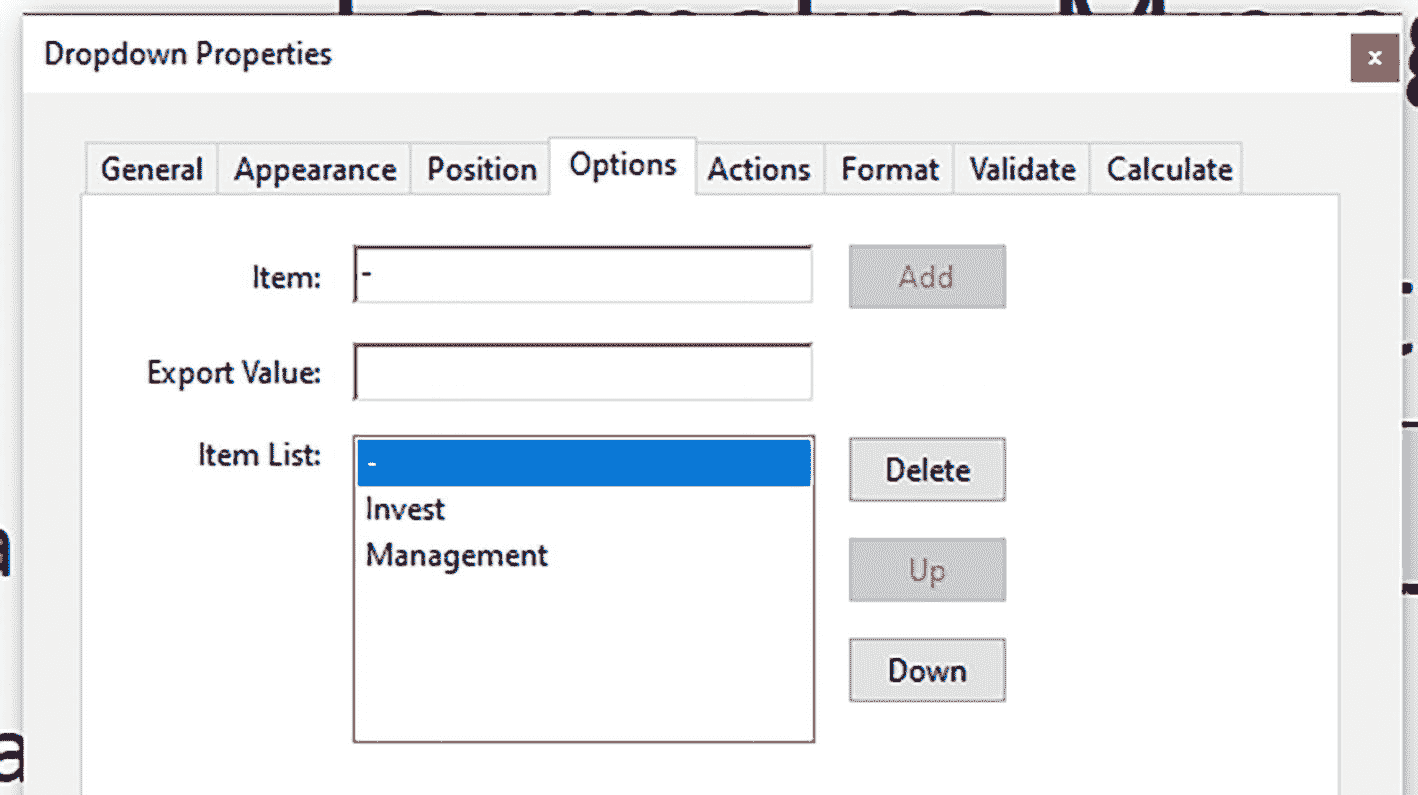 Dropdown Properties
x
General Appearance Position Options Actions Format Validate Calculate
Item: - Add
Export Value:
Item List: - Delete
Invest
Management
Up
Down